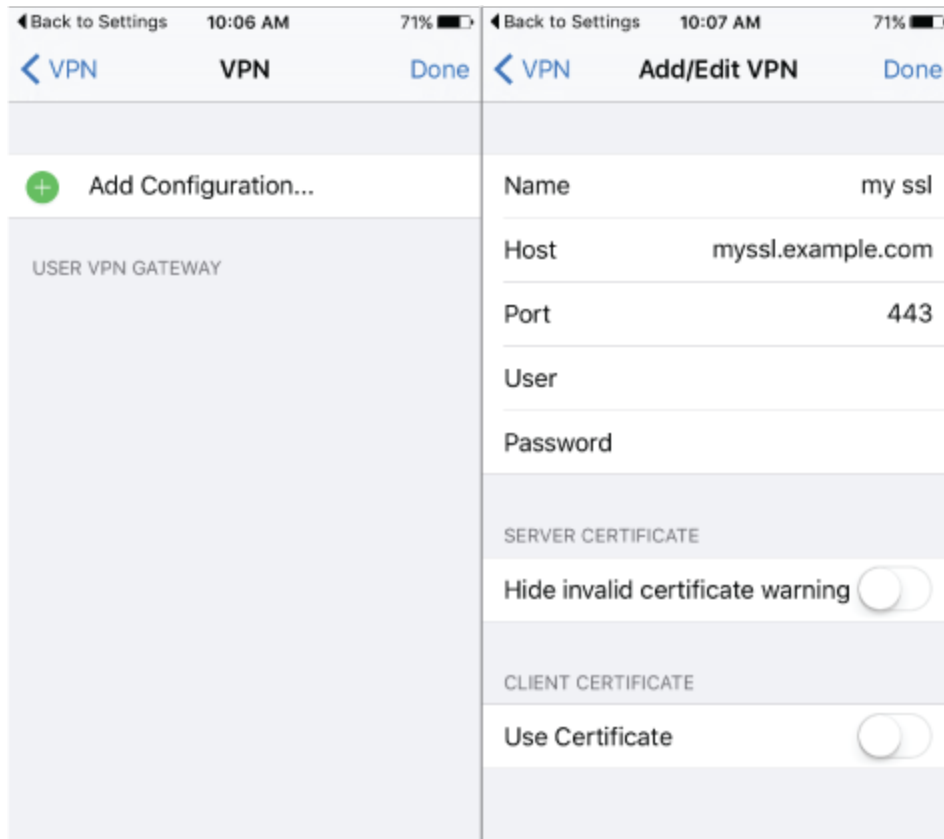 Back to Settings 10:06 AM 71%
VPN VPN Done
Add Configuration...
USER VPN GATEWAY
Back to Settings 10:07 AM 71%
VPN Add/Edit VPN Done
Name my ssl
Host myssl.example.com
Port 443
User
Password
SERVER CERTIFICATE
Hide invalid certificate warning
CLIENT CERTIFICATE
Use Certificate